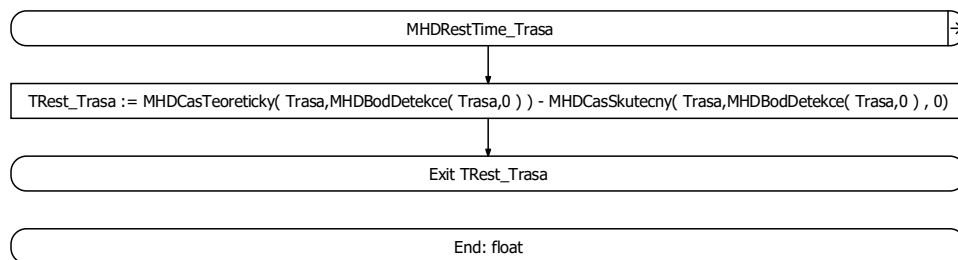 MHDRestTime_Trasa
TRest_Trasa := MHDCasTeoreticky( Trasa,MHDBodDetekce( Trasa,0 ) ) - MHDCasSkutecny( Trasa,MHDBodDetekce( Trasa,0 ) , 0)
Exit TRest_Trasa
End: float